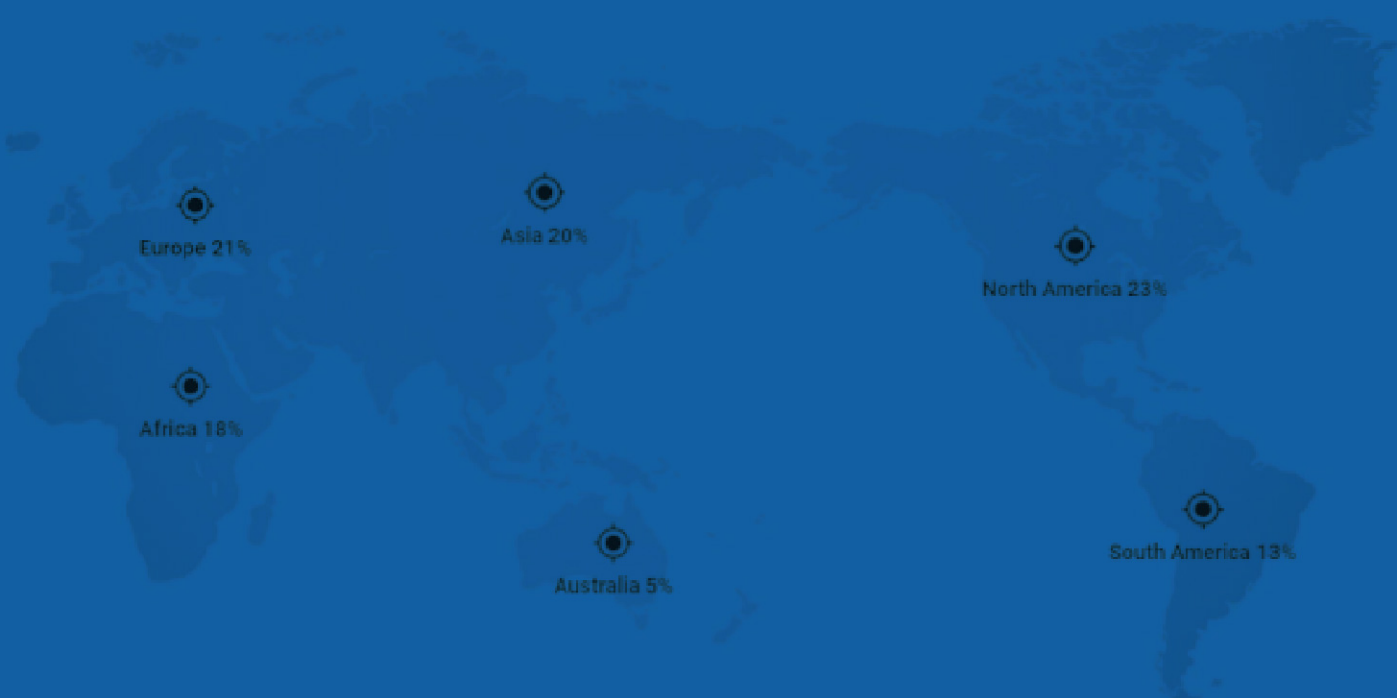 Europe 21%
Asia 20%
North America 23%
Africa 18%
South America 13%
Australia 5%